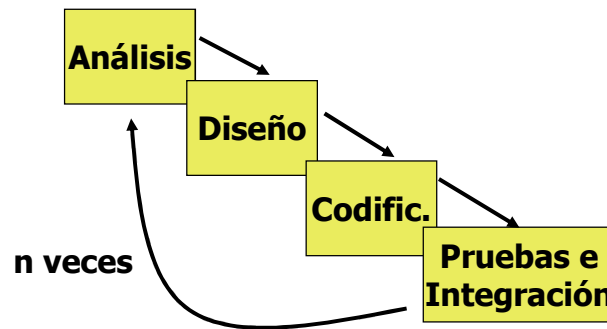 Análisis
Diseño
Codific.
n veces
Pruebas e
Integración